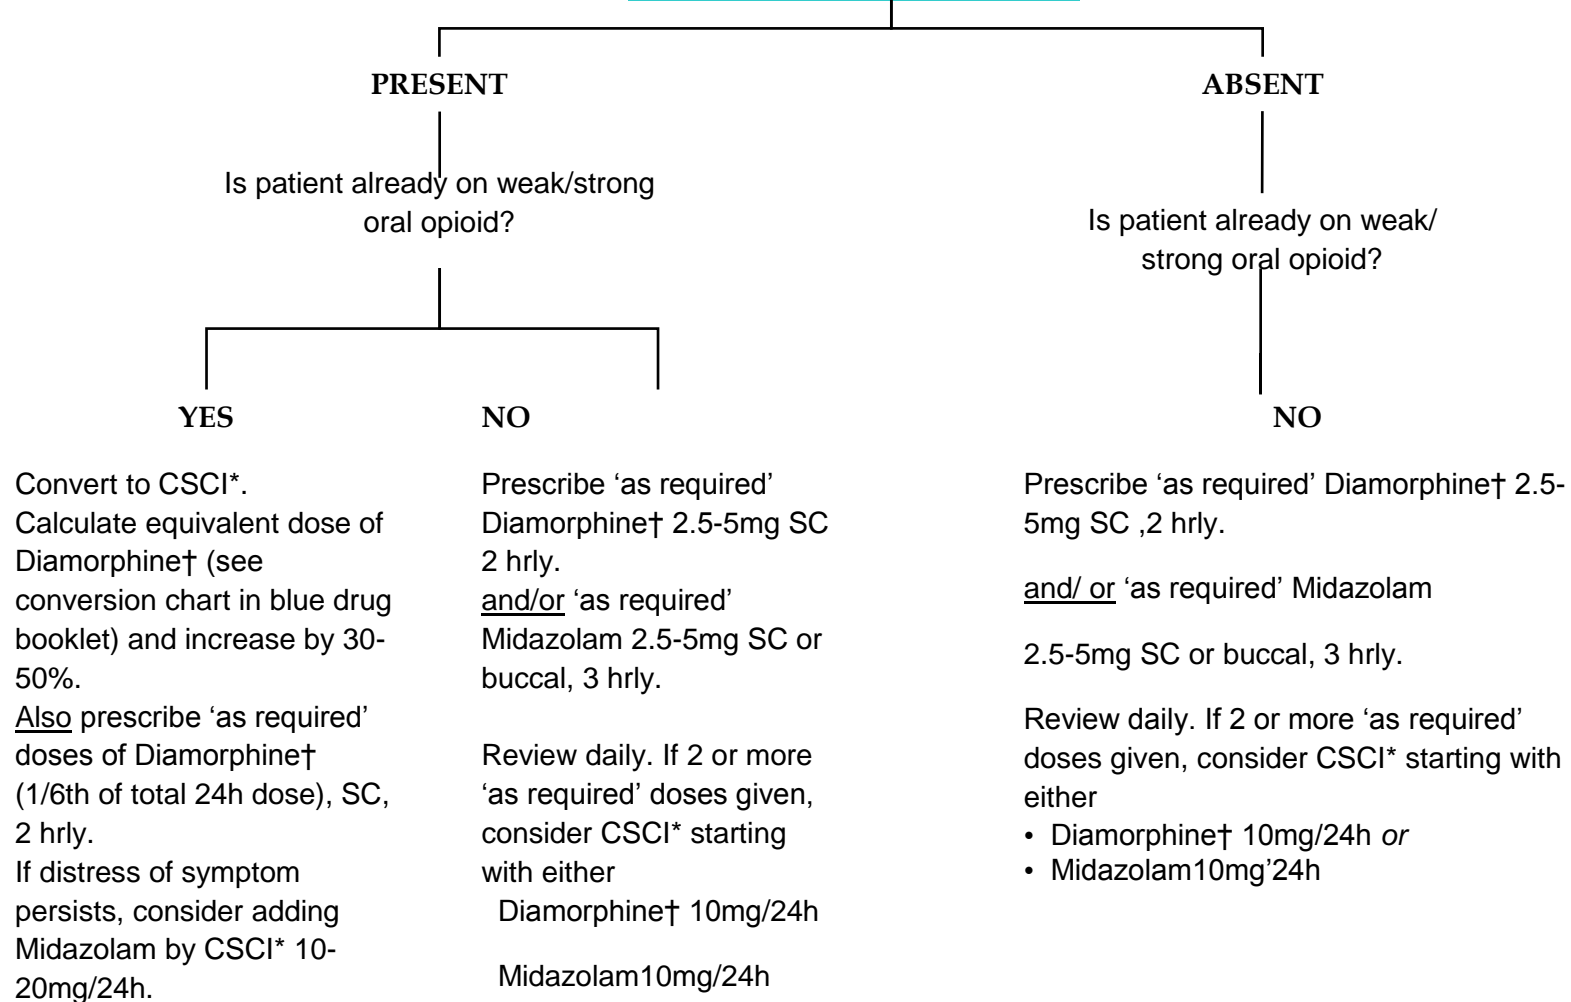 PRESENT
ABSENT
Is patient already on weak/strong
oral opioid?
Is patient already on weak/
strong oral opioid?
YES
NO
NO
Convert to CSCI*.
Calculate equivalent dose of
Diamorphine† (see
conversion chart in blue drug
booklet) and increase by 30-
50%.
Also prescribe ‘as required’
doses of Diamorphine†
(1/6th of total 24h dose), SC,
2 hrly.
If distress of symptom
persists, consider adding
Midazolam by CSCI* 10-
20mg/24h.
Prescribe ‘as required’
Diamorphine† 2.5-5mg SC
2 hrly.
and/or ‘as required’
Midazolam 2.5-5mg SC or
buccal, 3 hrly.
Review daily. If 2 or more
‘as required’ doses given,
consider CSCI* starting
with either
Diamorphine† 10mg/24h
Midazolam10mg/24h
Prescribe ‘as required’ Diamorphine† 2.5-
5mg SC ,2 hrly.
and/ or ‘as required’ Midazolam
2.5-5mg SC or buccal, 3 hrly.
Review daily. If 2 or more ‘as required’
doses given, consider CSCI* starting with
either
• Diamorphine† 10mg/24h or
• Midazolam10mg’24h